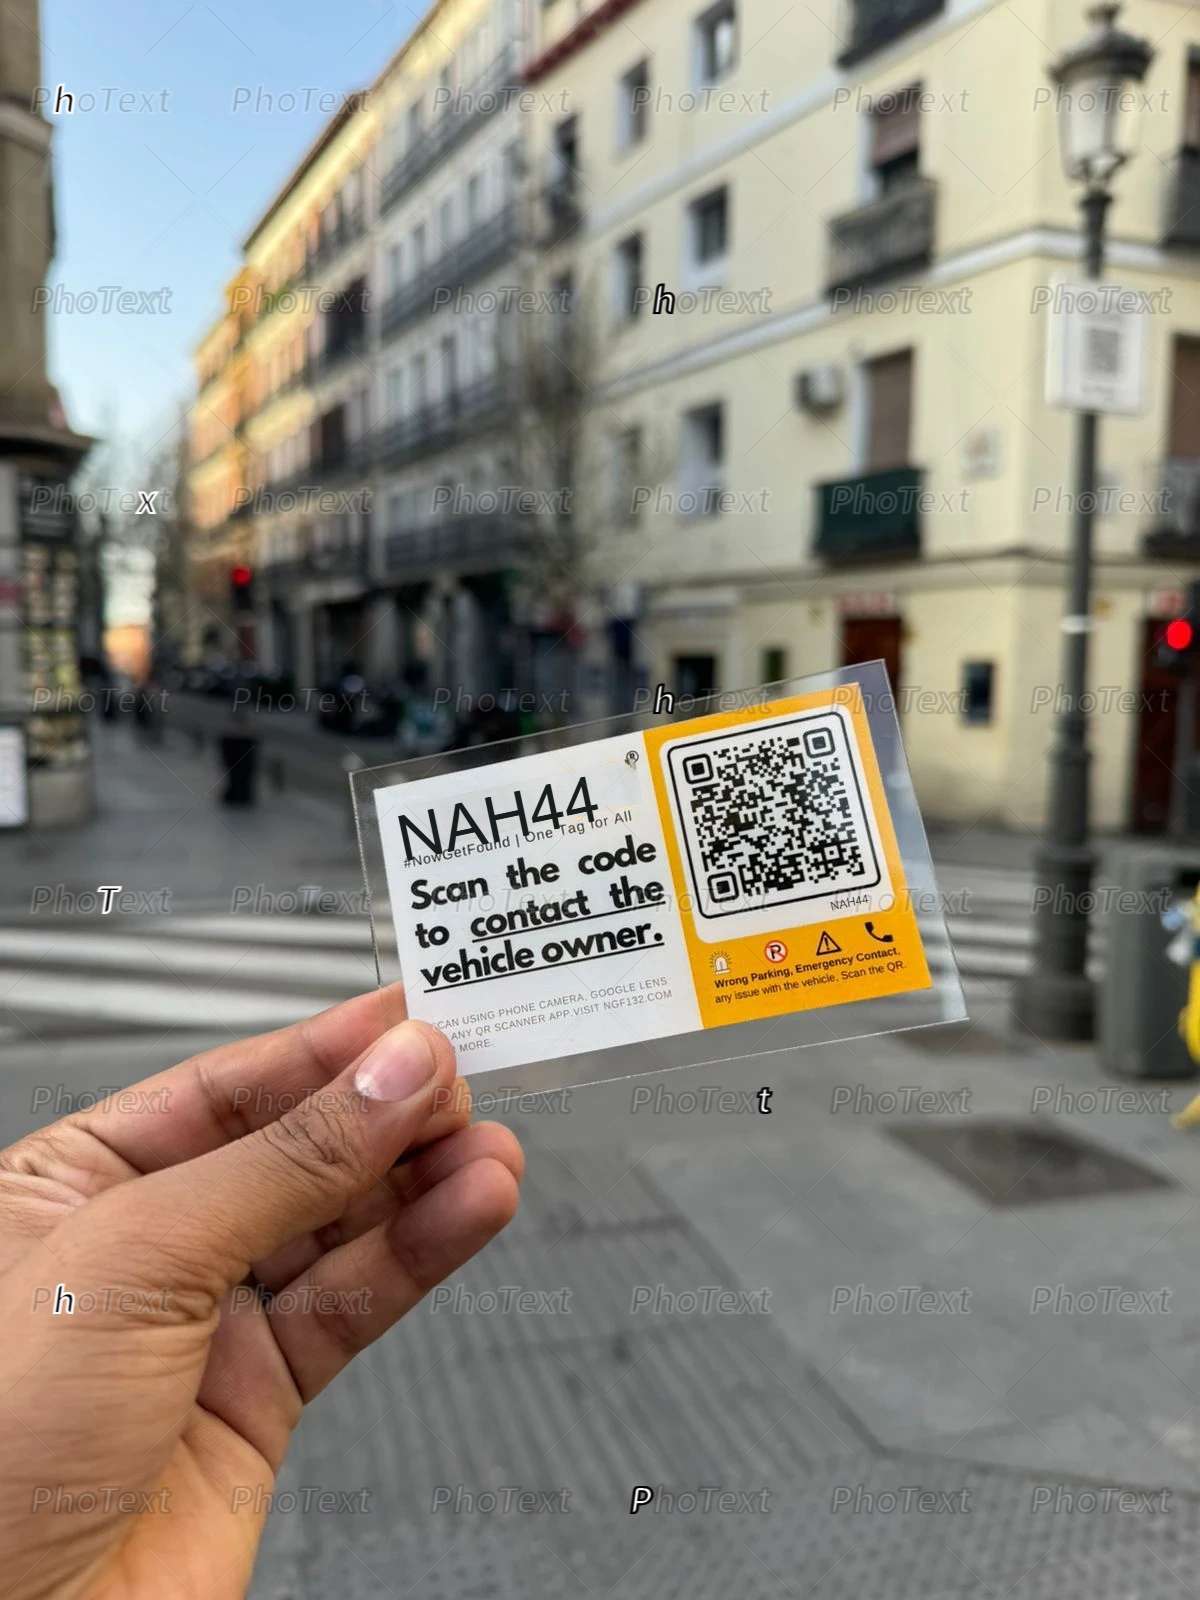 NAH44
#NowGetFound | One Tag for All
Scan the code
to contact the
vehicle owner.
SCAN USING PHONE CAMERA, GOOGLE LENS
ANY QR SCANNER APP.VISIT NGF132.COM
MORE.
NAH44
Wrong Parking, Emergency Contact,
any issue with the vehicle. Scan the QR.
PhoText